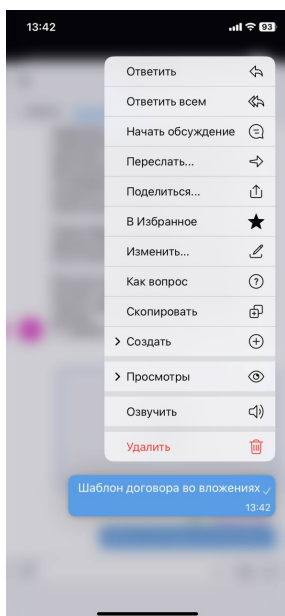 13:42
93
Ответить
Ответить всем
Начать обсуждение
Переслать...
Поделиться...
В Избранное
Изменить...
Как вопрос
Скопировать
Создать
Просмотры
Озвучить
Удалить
Шаблон договора во вложениях
13:42